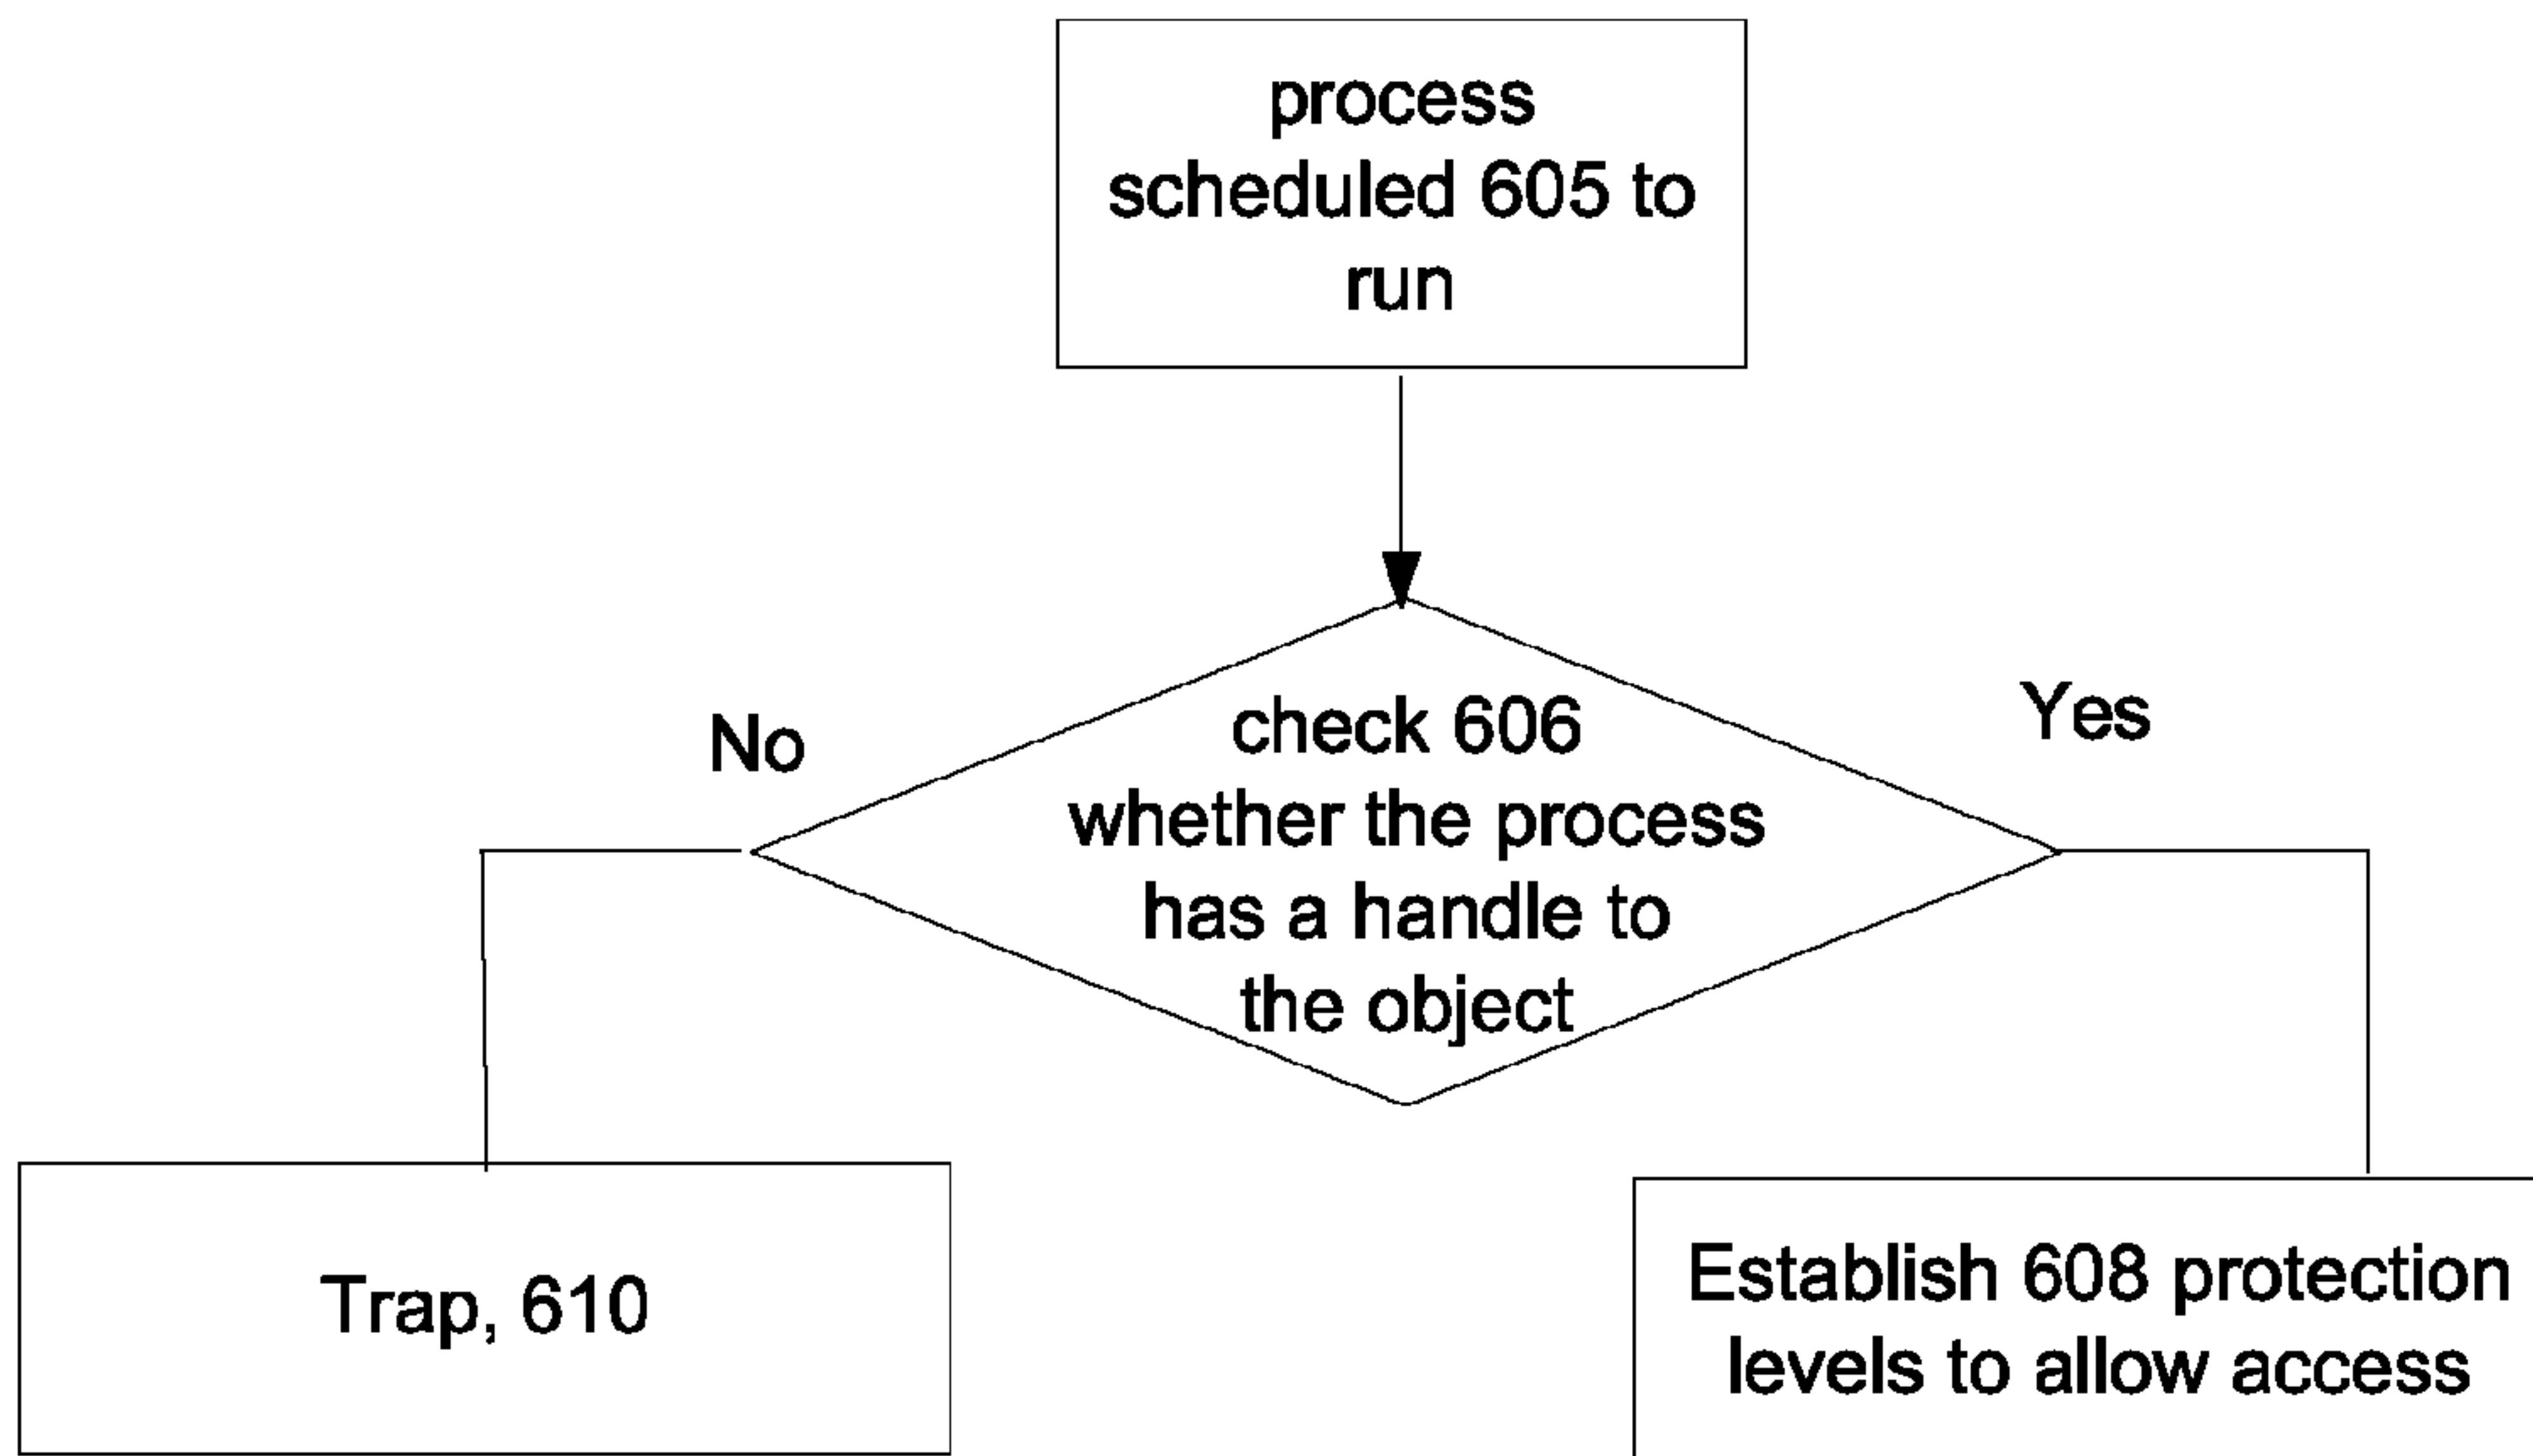 process
scheduled 605 to
run
No
Yes
check 606
whether the process
has a handle to
the object
Trap, 610
Establish 608 protection
levels to allow access